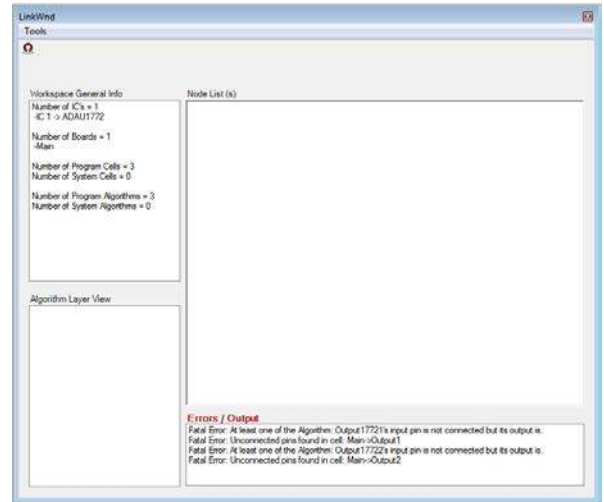 LinkWnd
Tools
Workspace General Info
Number of IC's = 1
-IC 1 -> ADAU1772
Number of Boards = 1
-Main
Number of Program Cells = 3
Number of System Cells = 0
Number of Program Algorithms = 3
Number of System Algorithms = 0
Node List (s)
Algorithm Layer View
Errors / Output
Fatal Error: At least one of the Algorithm: Output17721's input pin is not connected but its output is.
Fatal Error: Unconnected pins found in cell: Main->Output1
Fatal Error: At least one of the Algorithm: Output17722's input pin is not connected but its output is.
Fatal Error: Unconnected pins found in cell: Main->Output2